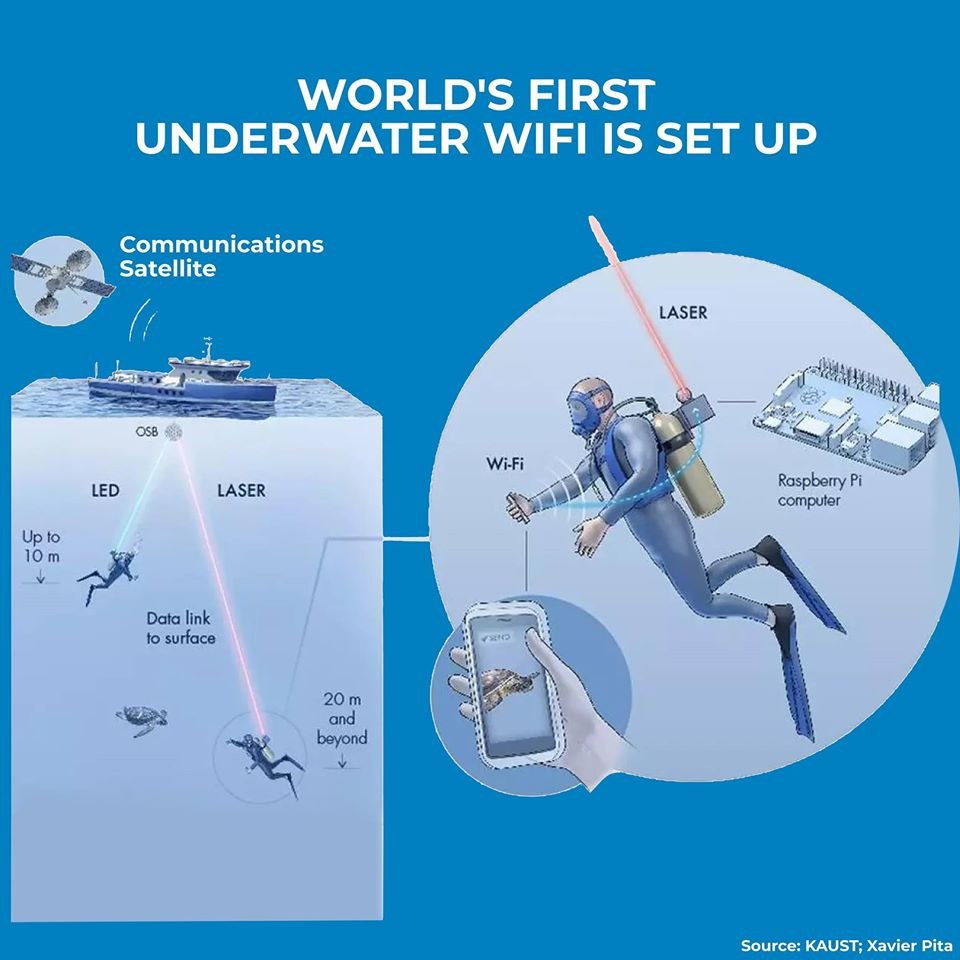 WORLD'S FIRST
UNDERWATER WIFI IS SET UP
Communications
Satellite
OSB
LED
LASER
Up to
10 m
Data link
to surface
20 m
and
beyond
LASER
Wi-Fi
Raspberry Pi
computer
SEND
Source: KAUST; Xavier Pita